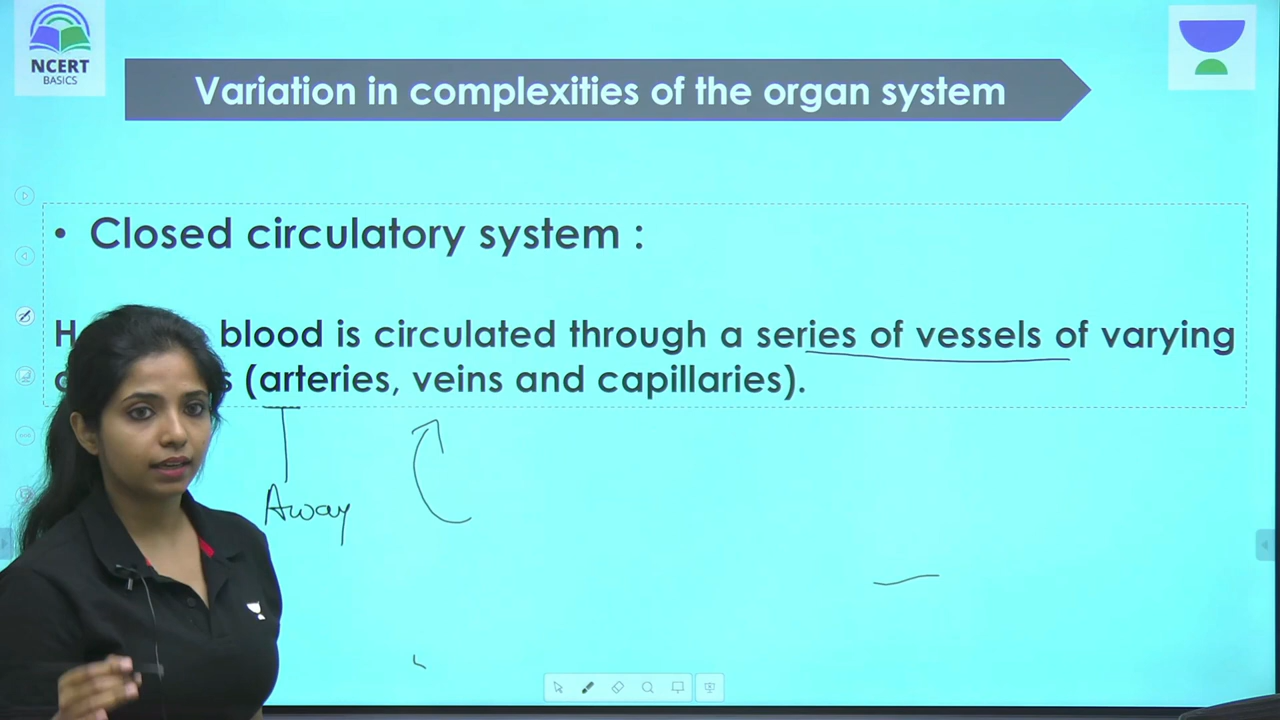 NCERT
BASICS
Variation in complexities of the organ system
• Closed circulatory system :
H blood is circulated through a series of vessels of varying
s (arteries, veins and capillaries).
Away